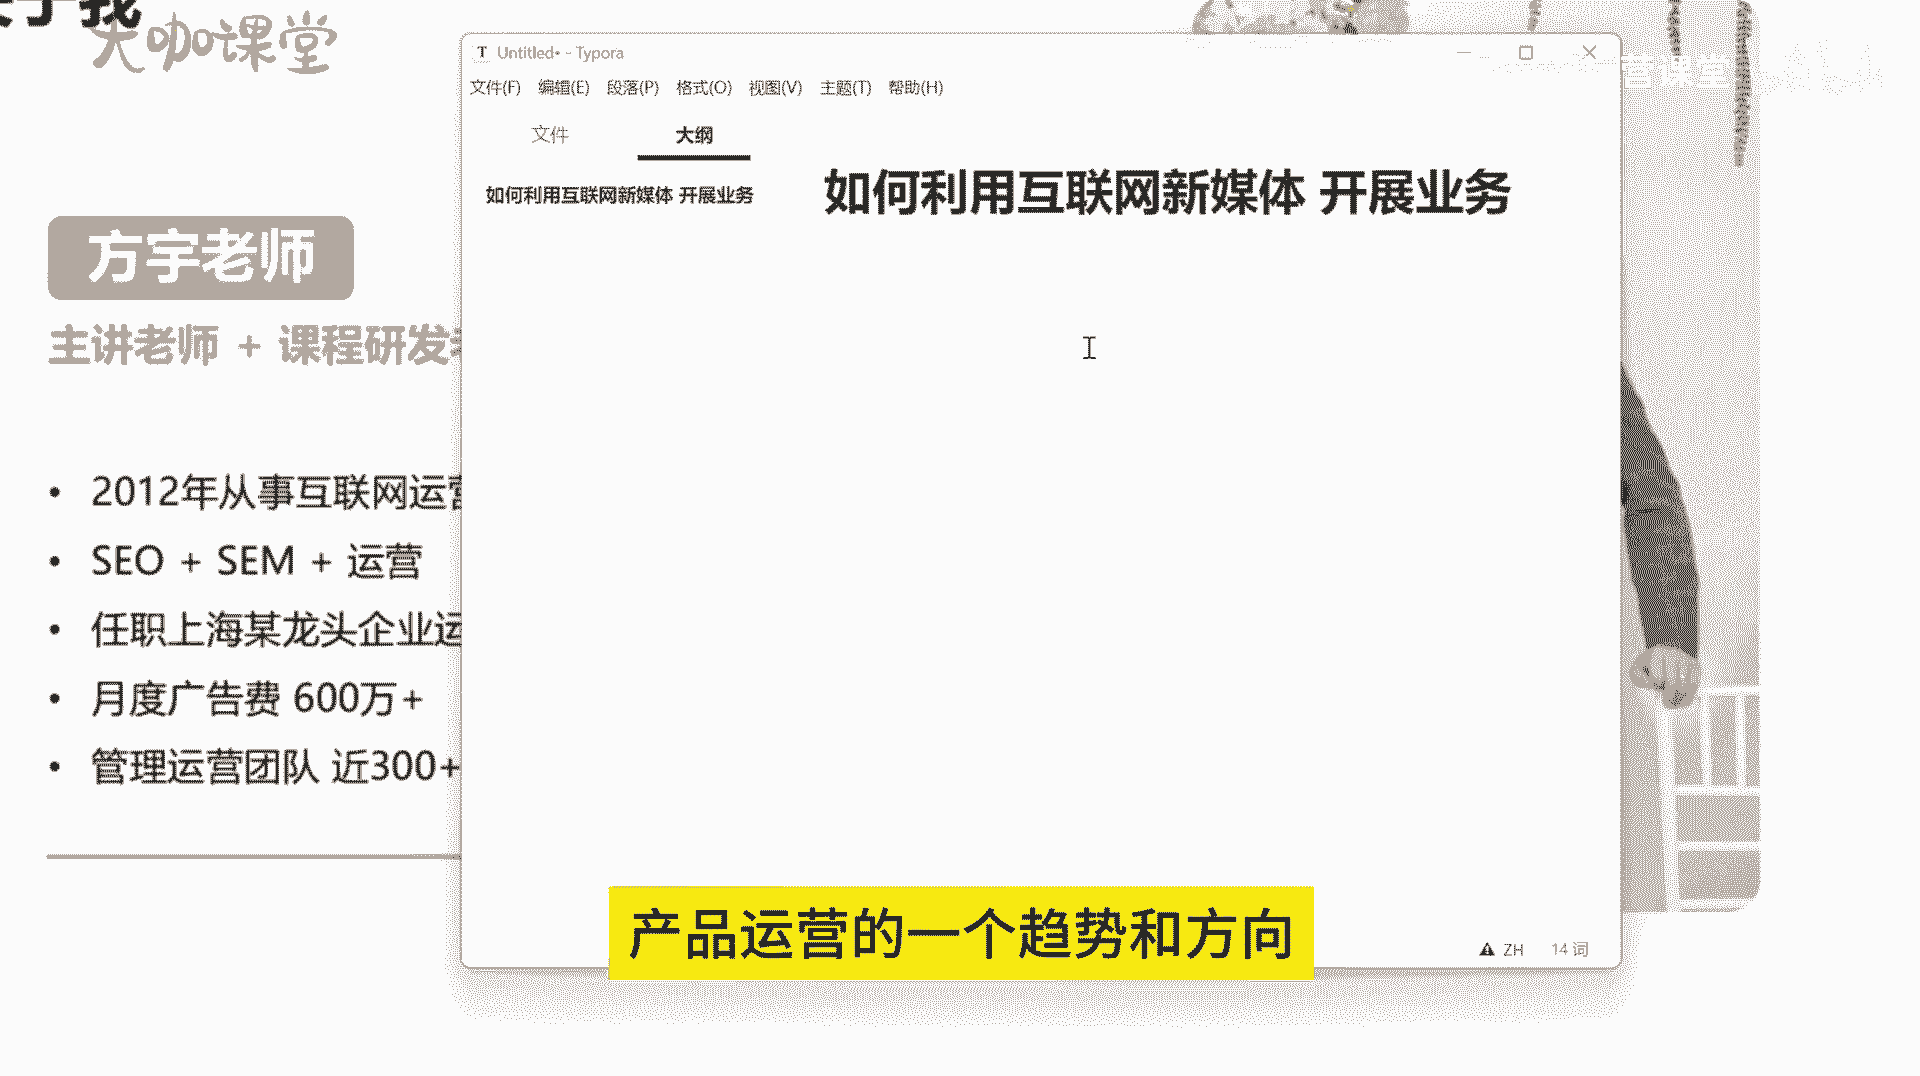 关于我
大咖课堂
营课堂
方宇老师
主讲老师 + 课程研发
2012年从事互联网运营
SEO + SEM + 运营
任职上海某龙头企业运
月度广告费 600万+
管理运营团队 近300+
Untitled• - Typora
文件(F) 编辑(E) 段落(P) 格式(O) 视图(V) 主题(T) 帮助(H)
文件 大纲
如何利用互联网新媒体 开展业务
如何利用互联网新媒体 开展业务
产品运营的一个趋势和方向
ZH 14 词